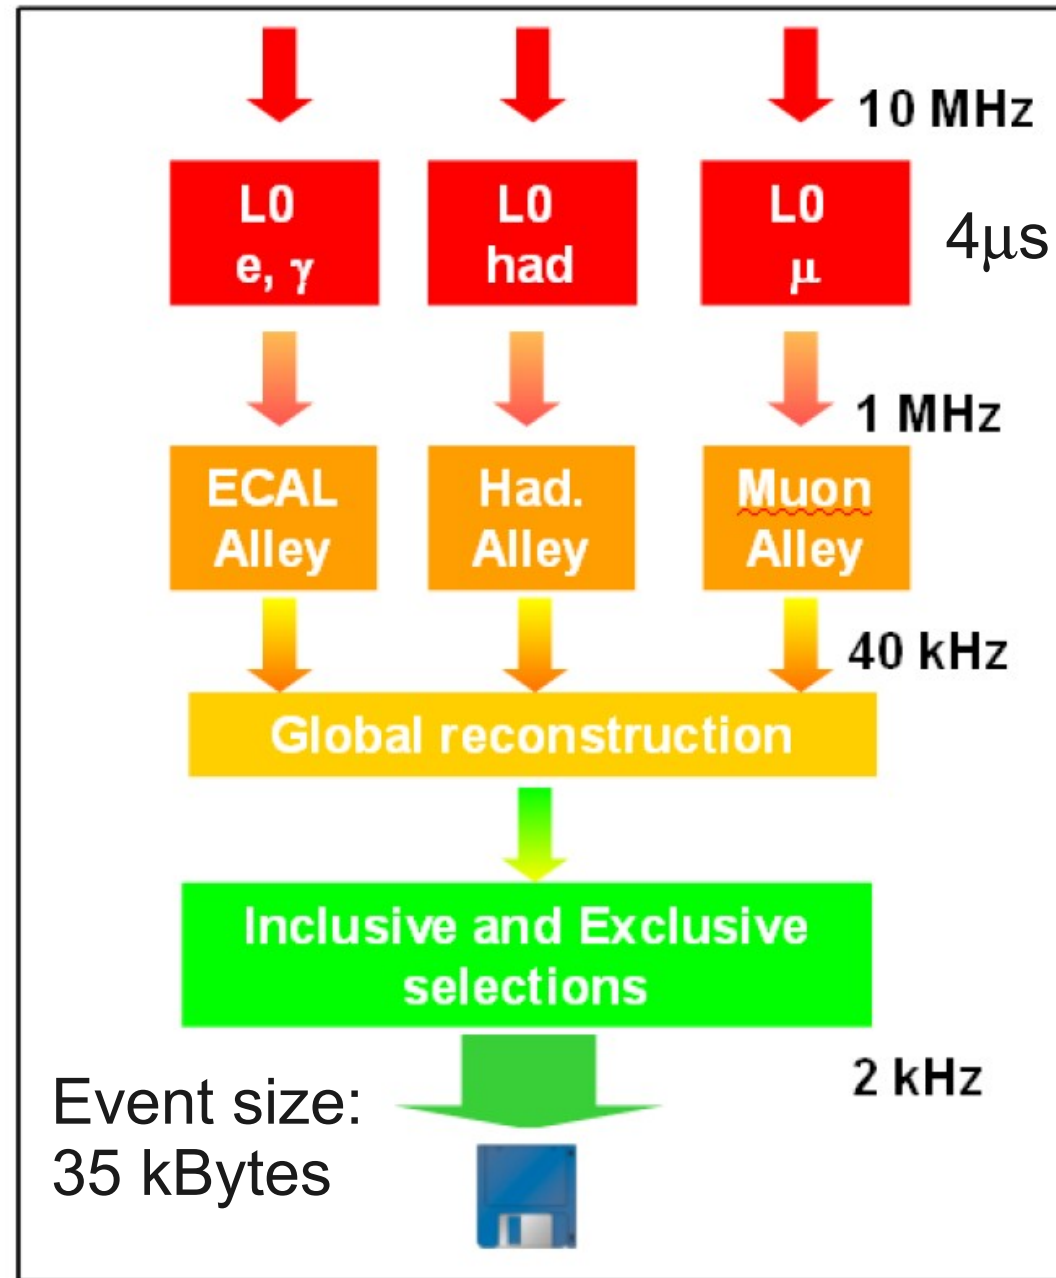 10 MHz
L0
e, γ
L0
had
L0
μ
4μs
1 MHz
ECAL
Alley
Had.
Alley
Muon
Alley
40 kHz
Global reconstruction
Inclusive and Exclusive
selections
2 kHz
Event size:
35 kBytes